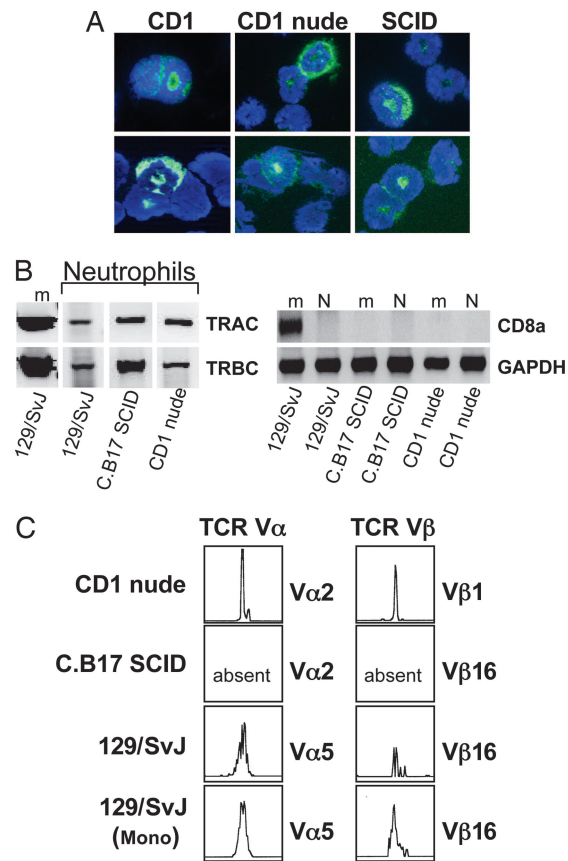 A
CD1 CD1 nude SCID
B
Neutrophils
m
m N m N m N
TRAC
CD8a
TRBC
GAPDH
129/SvJ 129/SvJ C.B17 SCID CD1 nude
129/SvJ 129/SvJ C.B17 SCID C.B17 SCID CD1 nude CD1 nude
C
TCR Vα TCR Vβ
CD1 nude Vα2 Vβ1
C.B17 SCID absent Vα2 absent Vβ16
129/SvJ Vα5 Vβ16
129/SvJ
(Mono) Vα5 Vβ16